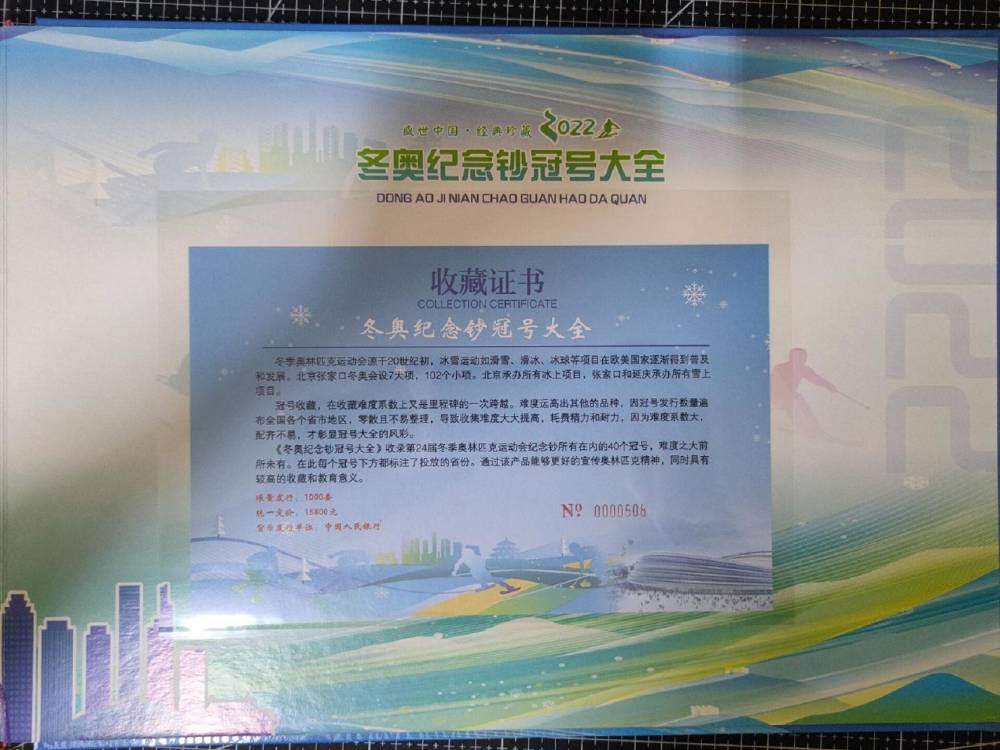 盛世中国·经典珍藏 2022
冬奥纪念钞冠号大全
DONG AO JI NIAN CHAO GUAN HAO DA QUAN
2022
收藏证书
COLLECTION CERTIFICATE
冬奥纪念钞冠号大全
冬季奥林匹克运动会源于20世纪初，冰雪运动如滑雪、滑冰、冰球等项目在欧美国家逐渐得到普及
和发展。北京张家口冬奥会设7大项，102个小项。北京承办所有冰上项目，张家口和延庆承办所有雪上
项目。
冠号收藏，在收藏难度系数上又是里程碑的一次跨越。难度远高出其他的品种，因冠号发行数量遍
布全国各个省市地区，零散且不易整理，导致收集难度大大提高，耗费精力和耐力，因为难度系数大，
配齐不易，才彰显冠号大全的风彩。
《冬奥纪念钞冠号大全》收录第24届冬季奥林匹克运动会纪念钞所有在内的40个冠号，难度之大前
所未有。在此每个冠号下方都标注了投放的省份。通过该产品能够更好的宣传奥林匹克精神，同时具有
较高的收藏和教育意义。
限量发行：1000套
统一定价：15800元
货币发行单位：中国人民银行
Nº 0000508